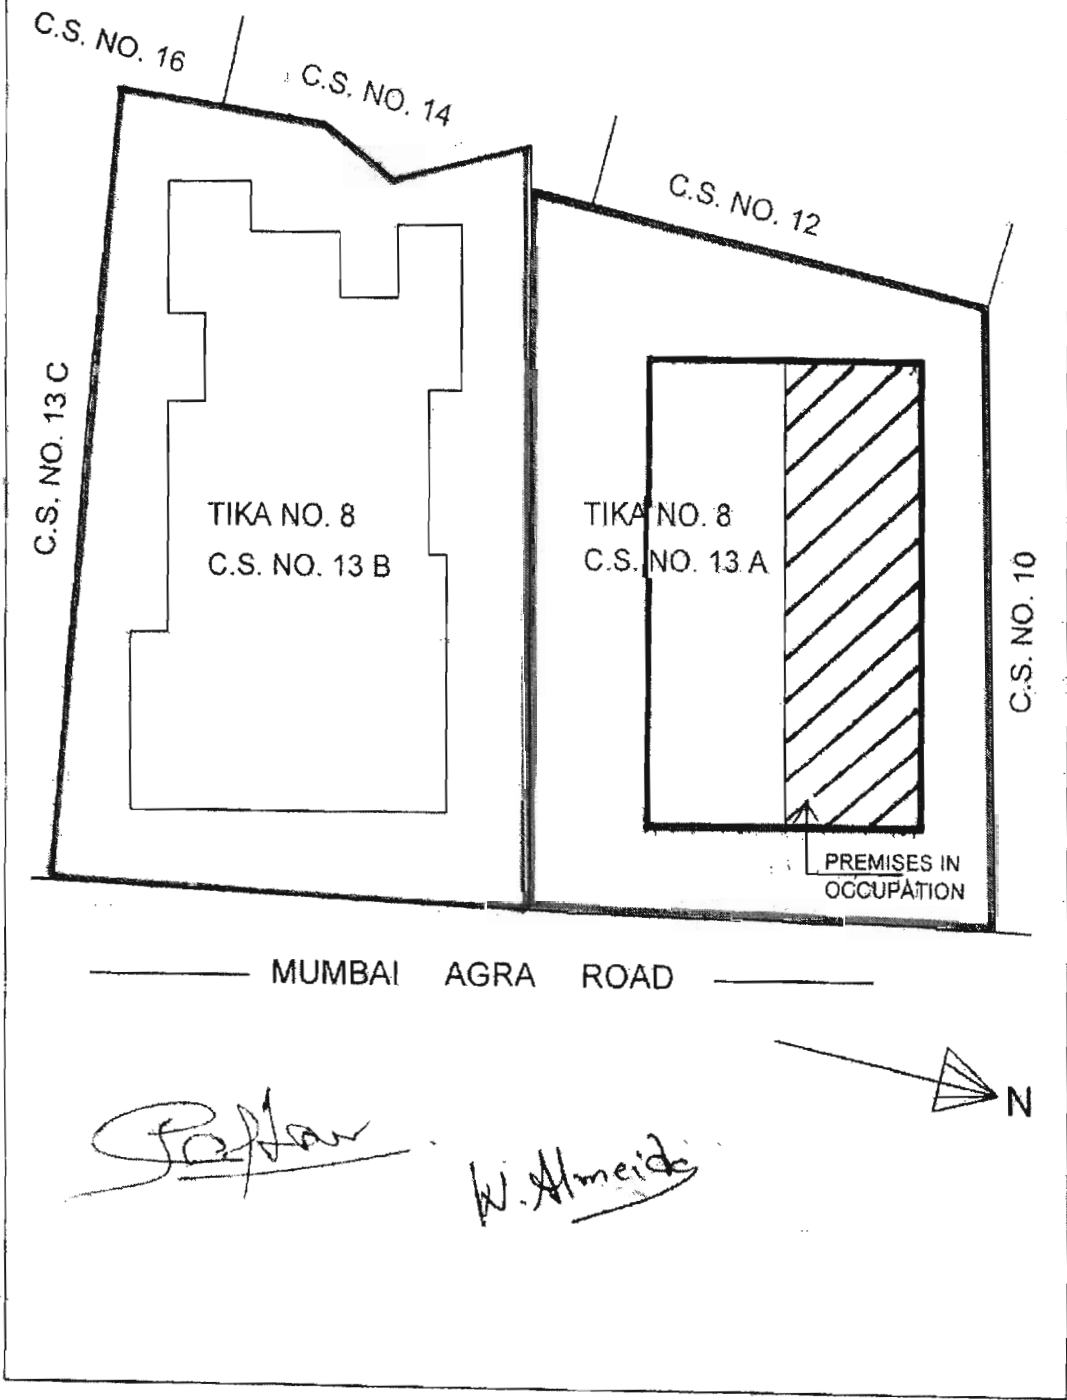 C.S. NO. 16
C.S. NO. 14
C.S. NO. 12
C.S. NO. 13 C
TIKA NO. 8
C.S. NO. 13 B
TIKA NO. 8
C.S. NO. 13 A
C.S. NO. 10
PREMISES IN
OCCUPATION
MUMBAI AGRA ROAD
N
W. Almeida